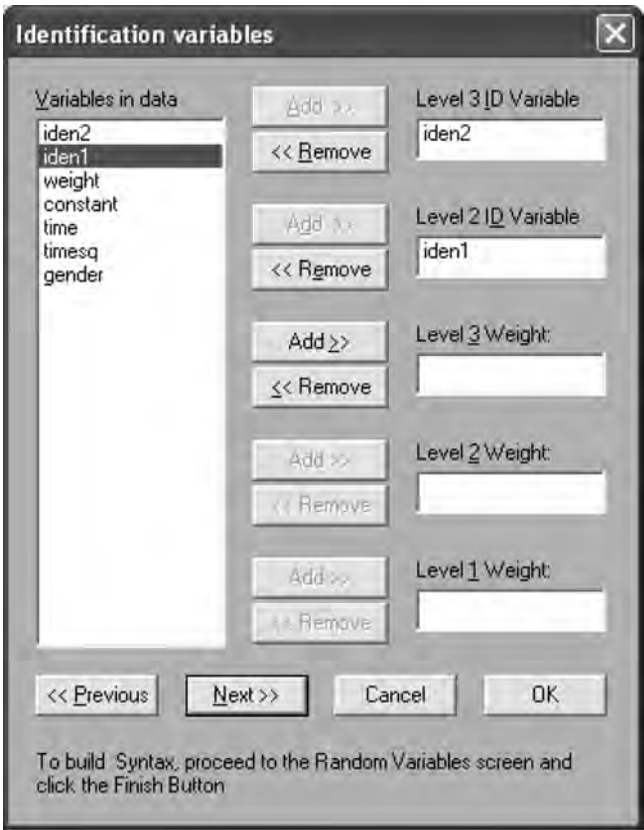 Identification variables
Variables in data
iden2
iden1
weight
constant
time
timesq
gender
Add >>
<< Remove
Level 3 ID Variable
iden2
Add >>
<< Remove
Level 2 ID Variable
iden1
Add >>
<< Remove
Level 3 Weight:
Add >>
<< Remove
Level 2 Weight:
Add >>
<< Remove
Level 1 Weight:
<< Previous
Next >>
Cancel
OK
To build Syntax, proceed to the Random Variables screen and
click the Finish Button